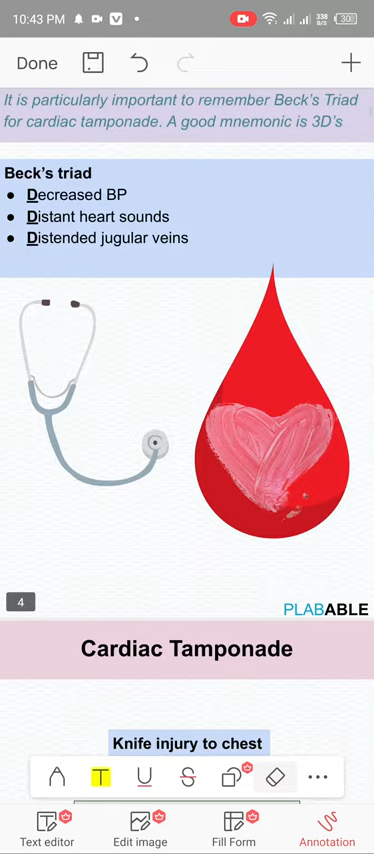 10:43 PM
338
B/S
30
Done
It is particularly important to remember Beck's Triad
for cardiac tamponade. A good mnemonic is 3D's
Beck's triad
● Decreased BP
● Distant heart sounds
● Distended jugular veins
4
PLABABLE
Cardiac Tamponade
Knife injury to chest
T U S
Text editor
Edit image
Fill Form
Annotation